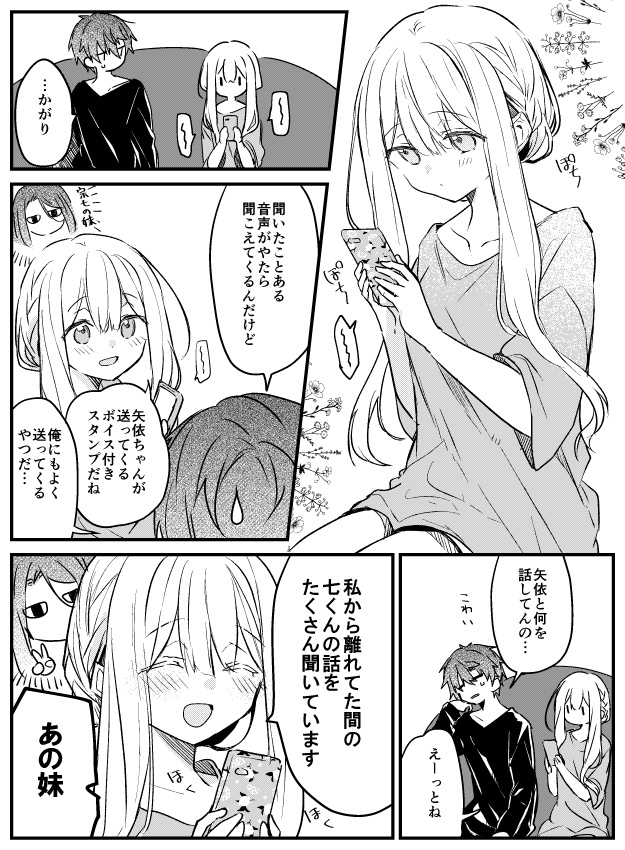 ぽち
ぽち
…かがり
宗七の妹、
聞いたことある
音声がやたら
聞こえてくるんだけど
矢依ちゃんが
送ってくる
ボイス付き
スタンプだね
俺にもよく
送ってくる
やつだ…
矢依と何を
話してんの…
こわい
えーっとね
私から離れてた間の
七くんの話を
たくさん聞いています
ほく
ほく
あの妹